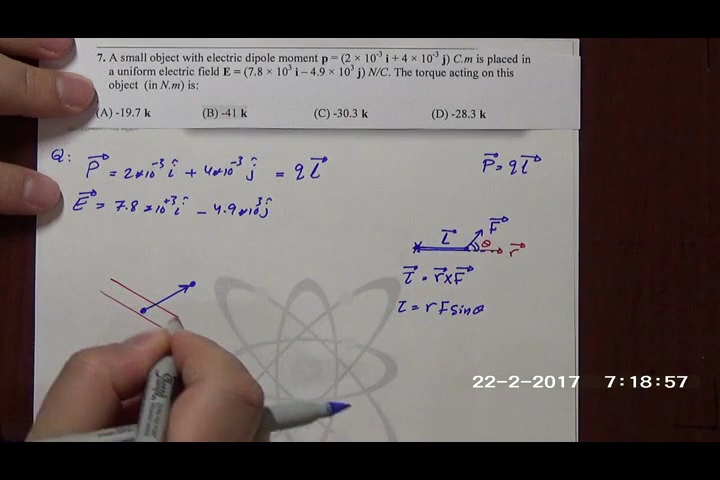 7. A small object with electric dipole moment p = (2 × 10⁻³ i + 4 × 10⁻³ j) C.m is placed
in a uniform electric field E = (7.8 × 10³ i – 4.9 × 10³ j) N/C. The torque acting on this
object (in N.m) is:
(A) -19.7 k (B) -41 k (C) -30.3 k (D) -28.3 k
Q: P⃗ = 2×10⁻³ î + 4×10⁻³ ĵ = q L⃗
P⃗ = q L⃗
E⃗ = 7.8×10⁺³ î – 4.9×10³ ĵ
F⃗
L⃗ θ r⃗
τ⃗ = r⃗ × F⃗
τ = r F sinθ
22-2-2017 7:18:57